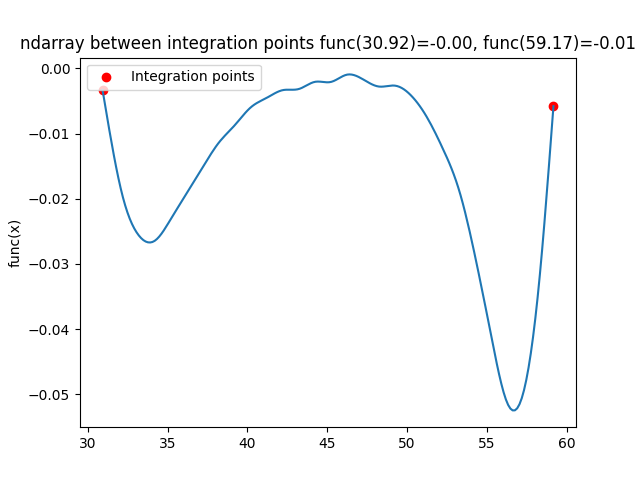 ndarray between integration points func(30.92)=-0.00, func(59.17)=-0.01
Integration points
func(x)
0.00
−0.01
−0.02
−0.03
−0.04
−0.05
30 35 40 45 50 55 60